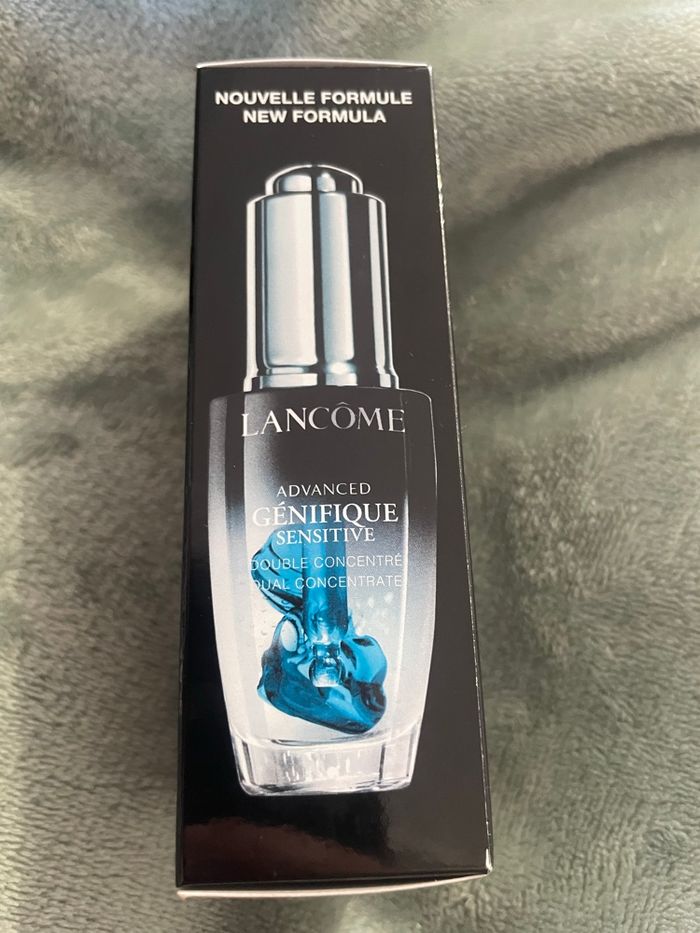 NOUVELLE FORMULE
NEW FORMULA
LANCÔME
ADVANCED
GÉNIFIQUE
SENSITIVE
DOUBLE CONCENTRÉ
DUAL CONCENTRATE